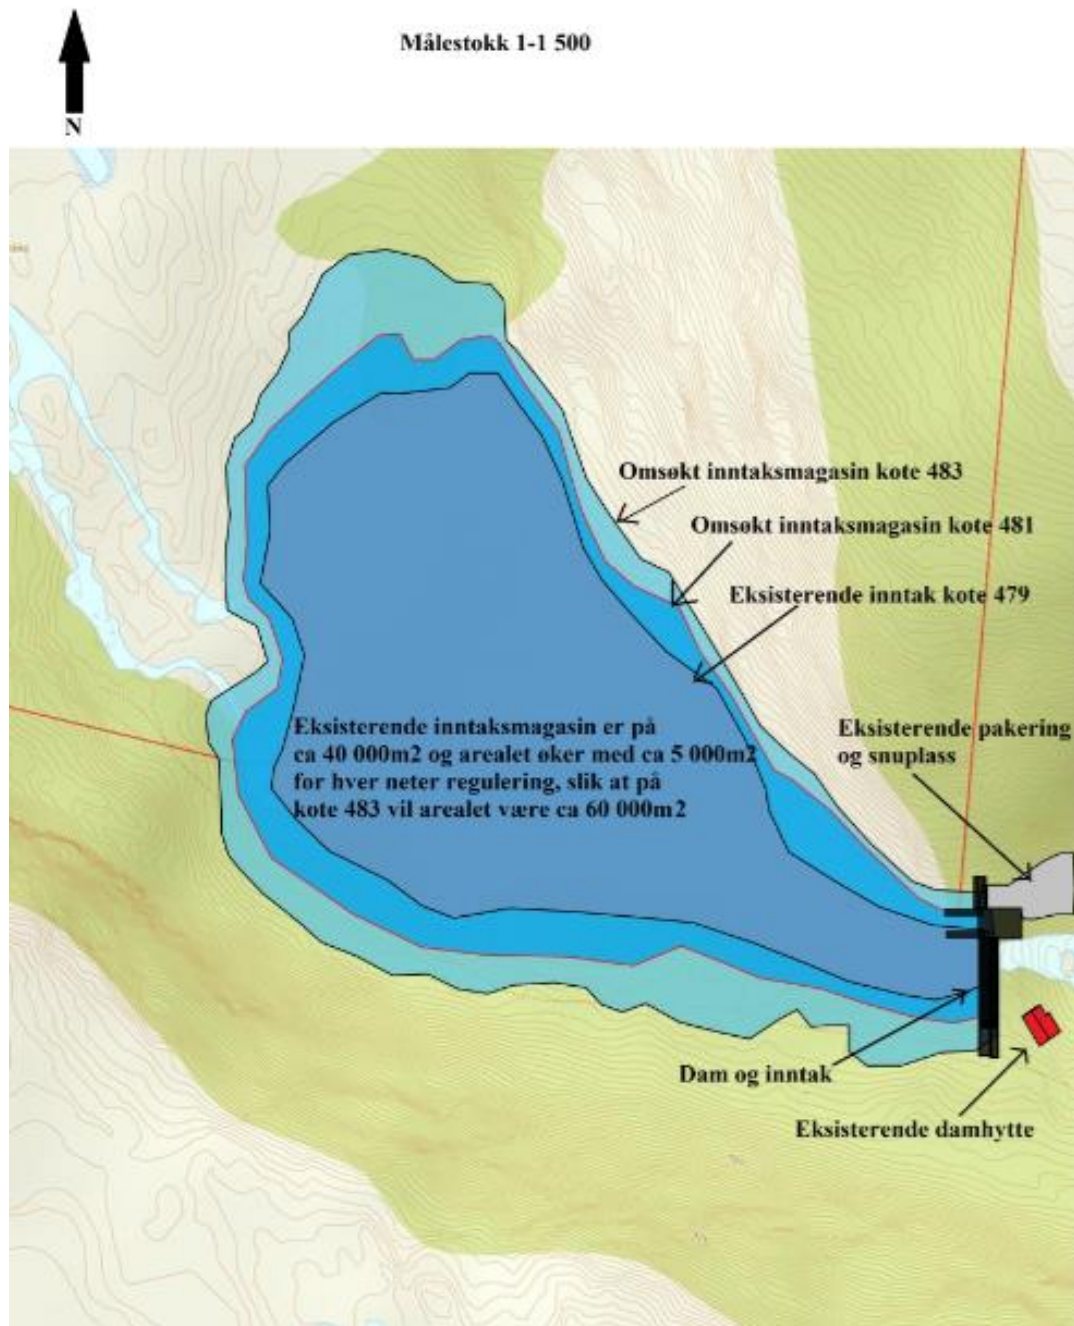 Målestokk 1-1 500
N
Omsøkt inntaksmagasin kote 483
Omsøkt inntaksmagasin kote 481
Eksisterende inntak kote 479
Eksisterende inntaksmagasin er på
ca 40 000m2 og arealet øker med ca 5 000m2
for hver neter regulering, slik at på
kote 483 vil arealet være ca 60 000m2
Eksisterende pakering
og snuplass
Dam og inntak
Eksisterende damhytte